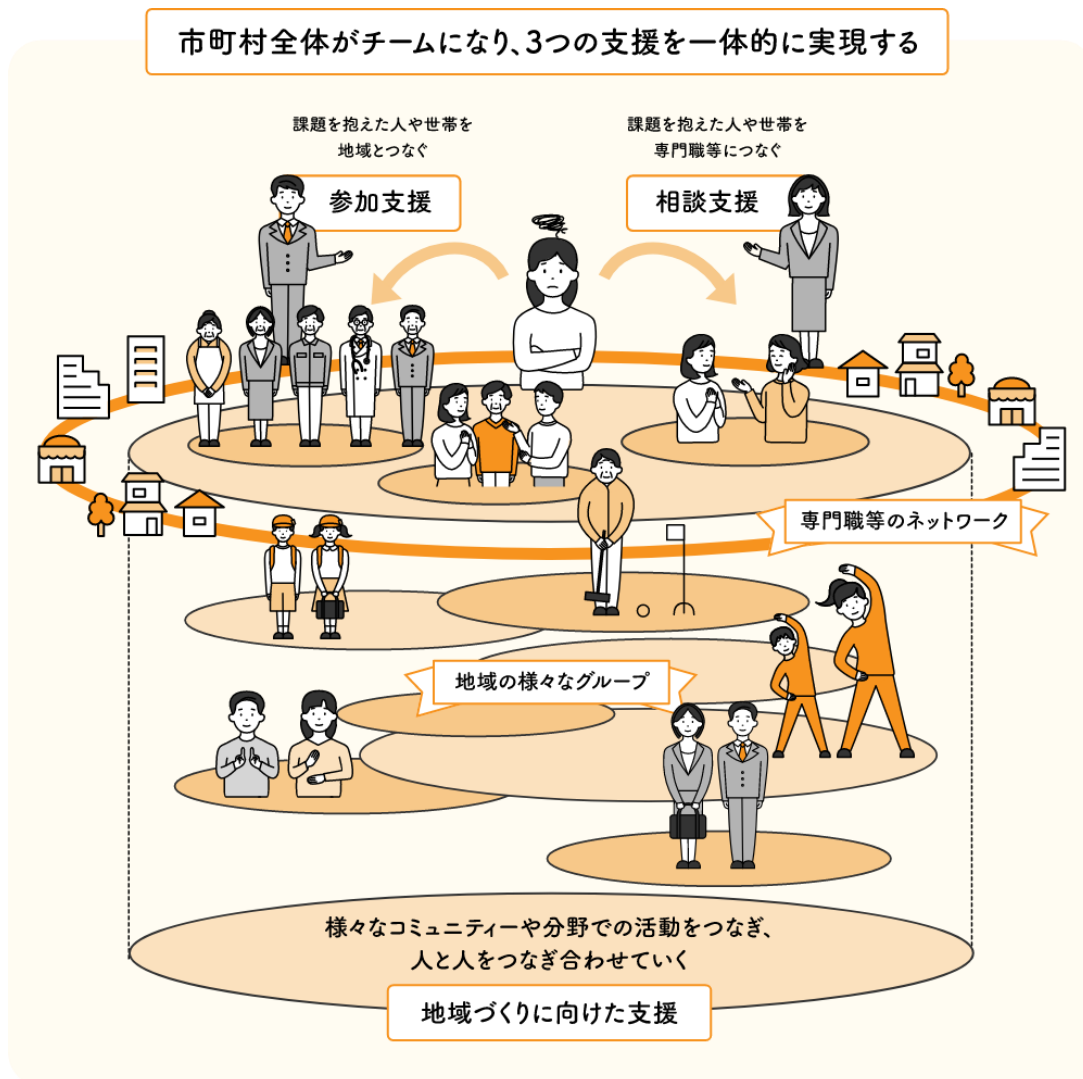 市町村全体がチームになり、3つの支援を一体的に実現する
課題を抱えた人や世帯を
地域とつなぐ
参加支援
課題を抱えた人や世帯を
専門職等につなぐ
相談支援
専門職等のネットワーク
地域の様々なグループ
様々なコミュニティーや分野での活動をつなぎ、
人と人をつなぎ合わせていく
地域づくりに向けた支援